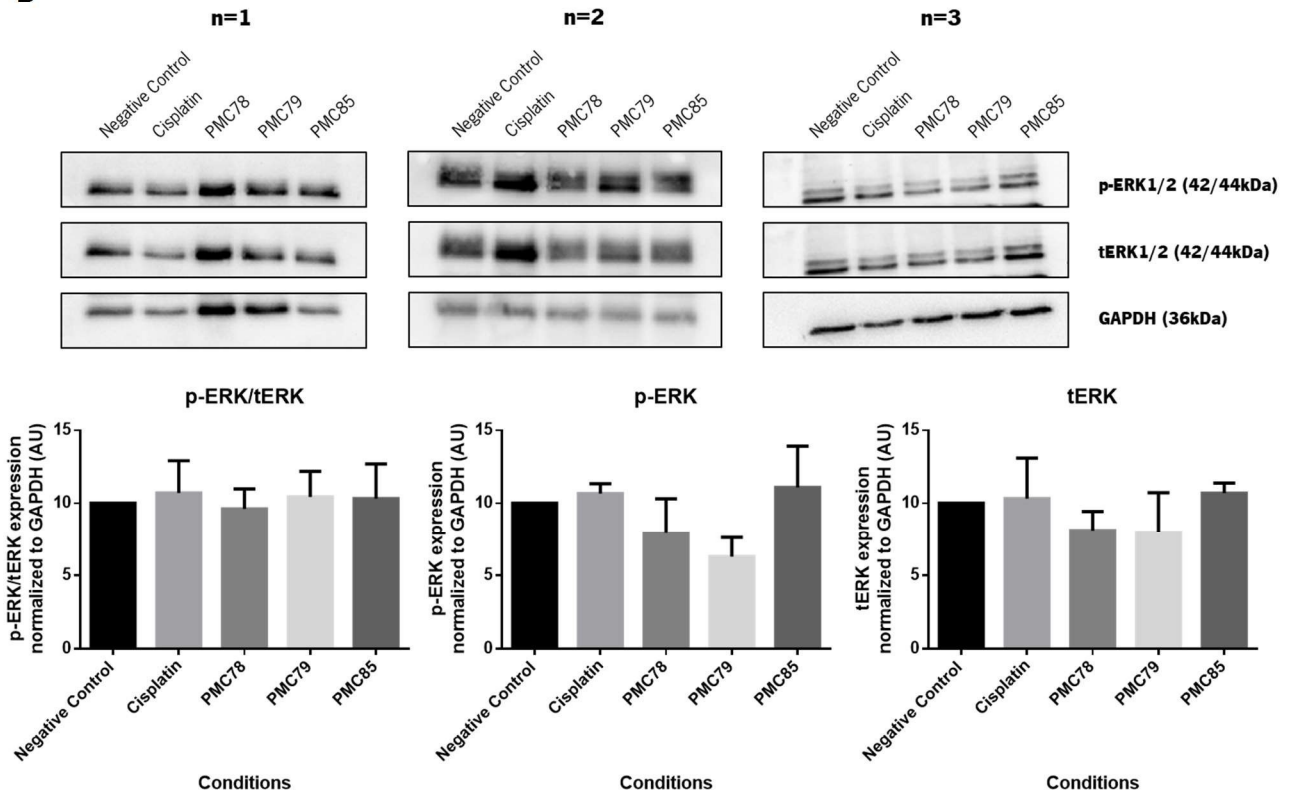 n=1
n=2
n=3
Negative Control
Cisplatin
PMC78
PMC79
PMC85
Negative Control
Cisplatin
PMC78
PMC79
PMC85
Negative Control
Cisplatin
PMC78
PMC79
PMC85
p-ERK1/2 (42/44kDa)
tERK1/2 (42/44kDa)
GAPDH (36kDa)
p-ERK/tERK
p-ERK/tERK expression
normalized to GAPDH (AU)
15
10
5
0
Negative Control
Cisplatin
PMC78
PMC79
PMC85
Conditions
p-ERK
p-ERK expression
normalized to GAPDH (AU)
15
10
5
0
Negative Control
Cisplatin
PMC78
PMC79
PMC85
Conditions
tERK
tERK expression
normalized to GAPDH (AU)
15
10
5
0
Negative Control
Cisplatin
PMC78
PMC79
PMC85
Conditions